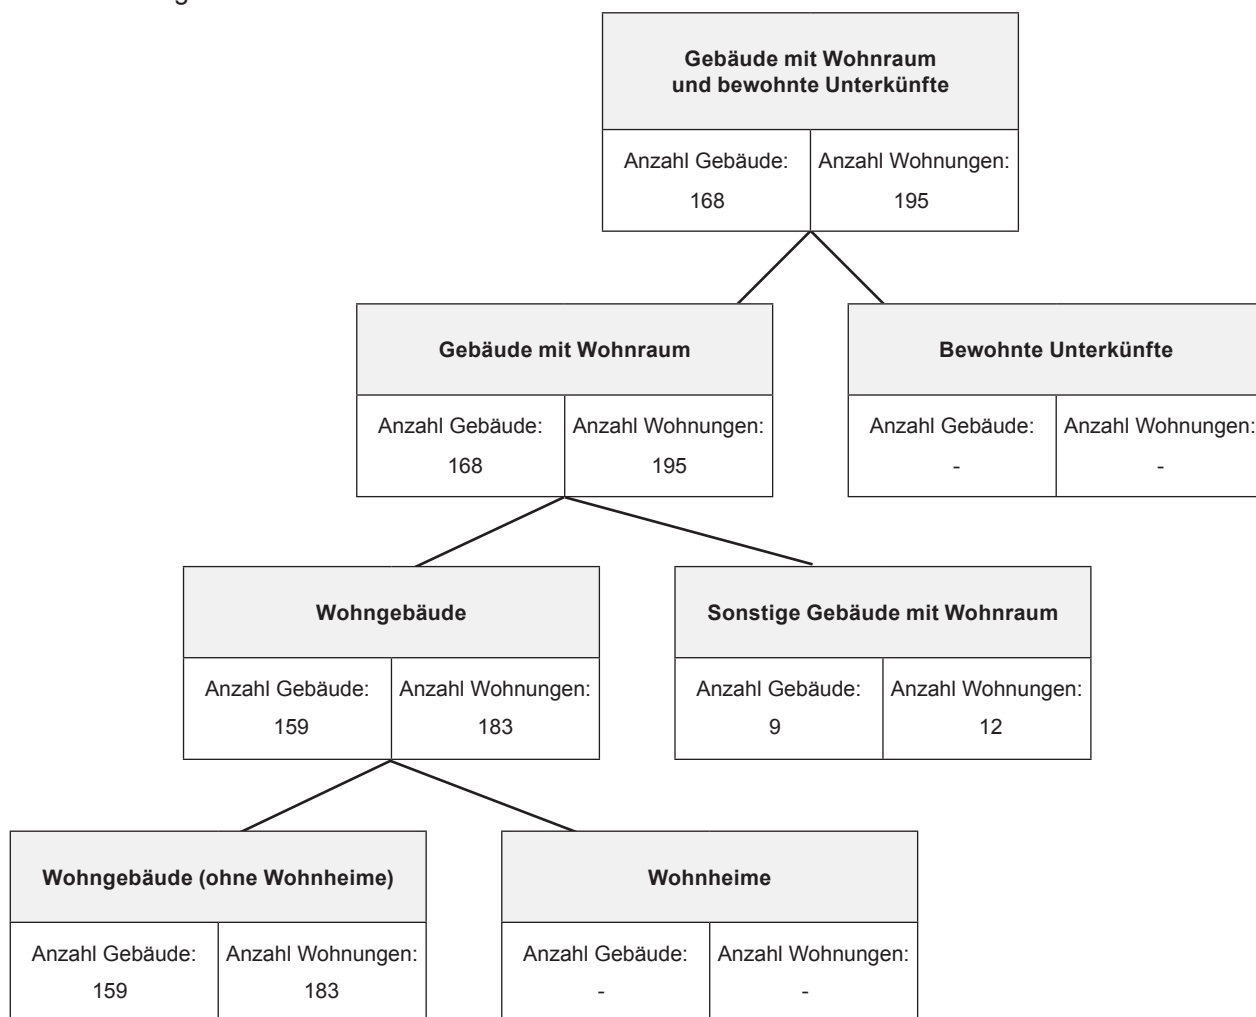 Gebäude mit Wohnraum
und bewohnte Unterkünfte
Anzahl Gebäude: Anzahl Wohnungen:
168 195
Gebäude mit Wohnraum Bewohnte Unterkünfte
Anzahl Gebäude: Anzahl Wohnungen: Anzahl Gebäude: Anzahl Wohnungen:
168 195 - -
Wohngebäude Sonstige Gebäude mit Wohnraum
Anzahl Gebäude: Anzahl Wohnungen: Anzahl Gebäude: Anzahl Wohnungen:
159 183 9 12
Wohngebäude (ohne Wohnheime) Wohnheime
Anzahl Gebäude: Anzahl Wohnungen: Anzahl Gebäude: Anzahl Wohnungen:
159 183 - -